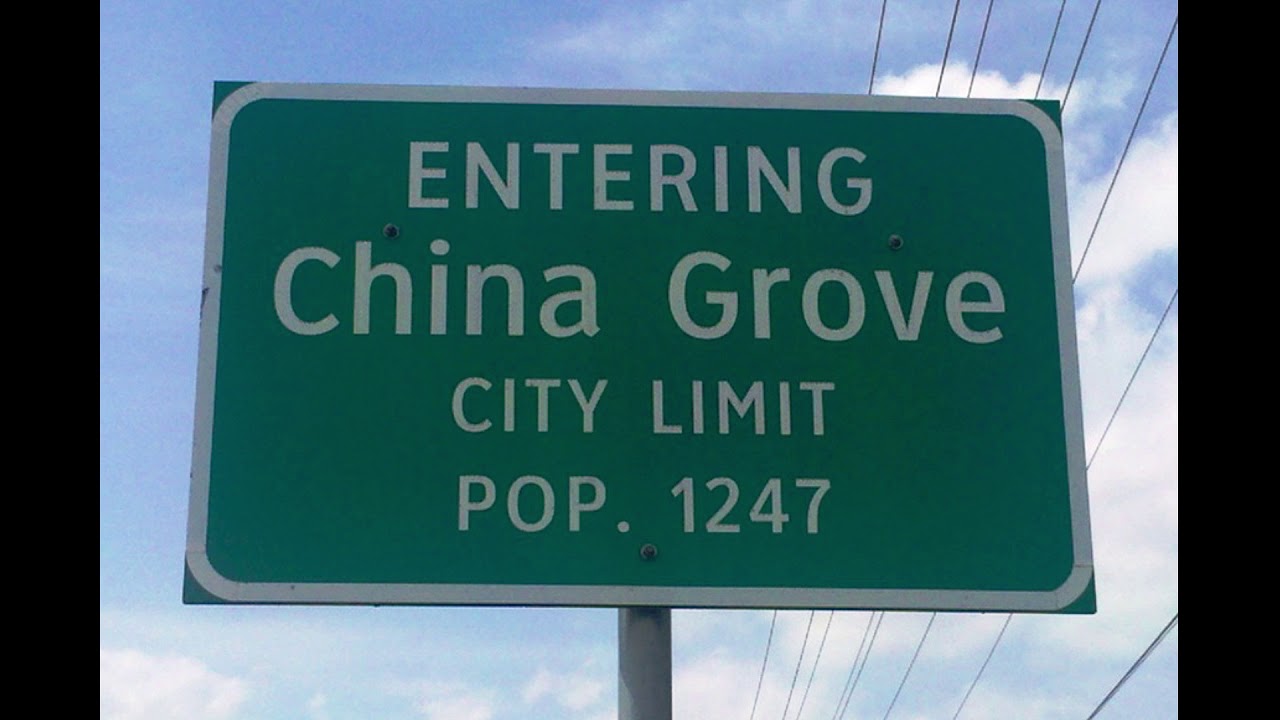 ENTERING
China Grove
CITY LIMIT
POP. 1247